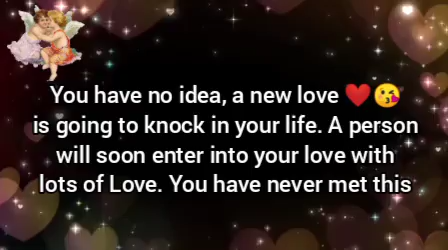 You have no idea, a new love ❤️😘
is going to knock in your life. A person
will soon enter into your love with
lots of Love. You have never met this